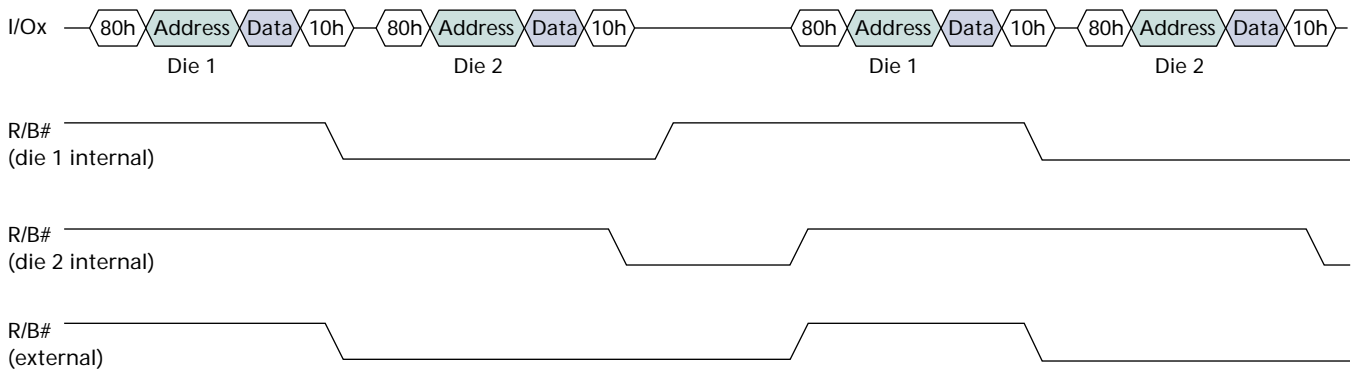 I/Ox 80h Address Data 10h 80h Address Data 10h 80h Address Data 10h 80h Address Data 10h
Die 1 Die 2 Die 1 Die 2
R/B#
(die 1 internal)
R/B#
(die 2 internal)
R/B#
(external)